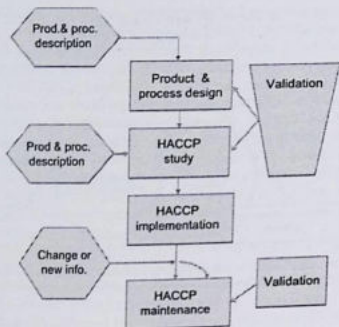 Prod.& proc.
description
Product &
process design
Validation
Prod & proc.
description
HACCP
study
HACCP
implementation
Change or
new info.
HACCP
maintenance
Validation